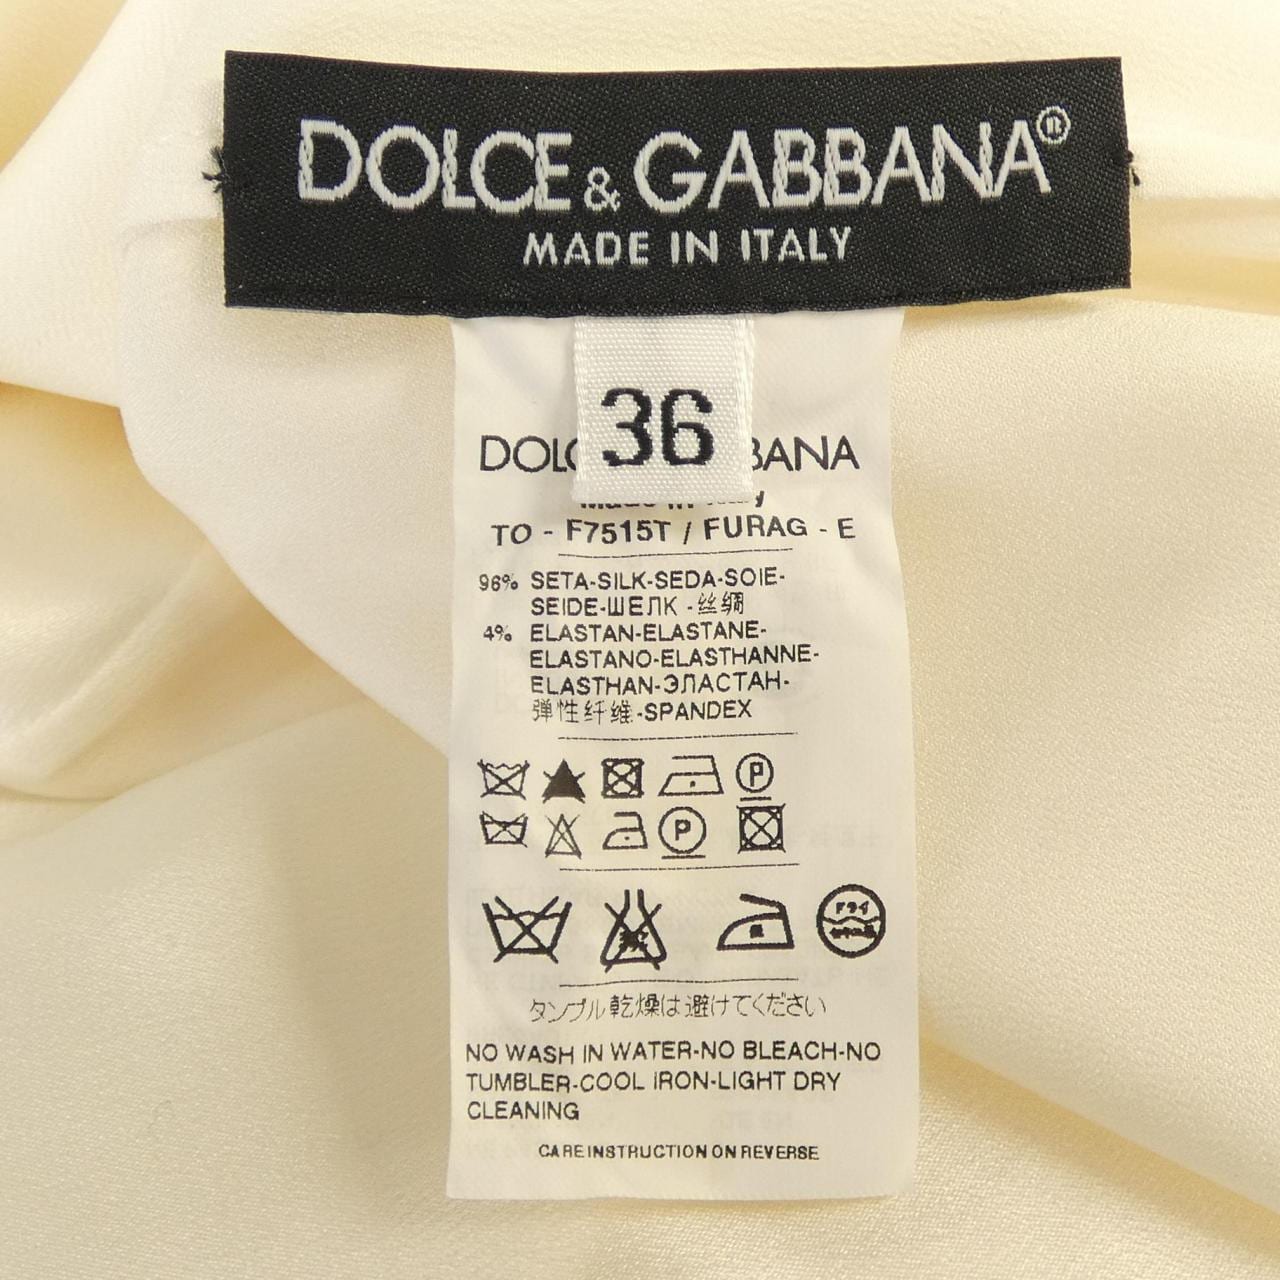 DOLCE & GABBANA®
MADE IN ITALY
36
TO - F7515T / FURAG - E
96% SETA-SILK-SEDA-SOIE-
SEIDE-ШЕЛК -丝绸
4% ELASTAN-ELASTANE-
ELASTANO-ELASTHANNE-
ELASTHAN-ЭЛАСТАН-
弹性纤维-SPANDEX
P
P
ドライ
タンブル乾燥は避けてください
NO WASH IN WATER-NO BLEACH-NO
TUMBLER-COOL IRON-LIGHT DRY
CLEANING
CARE INSTRUCTION ON REVERSE